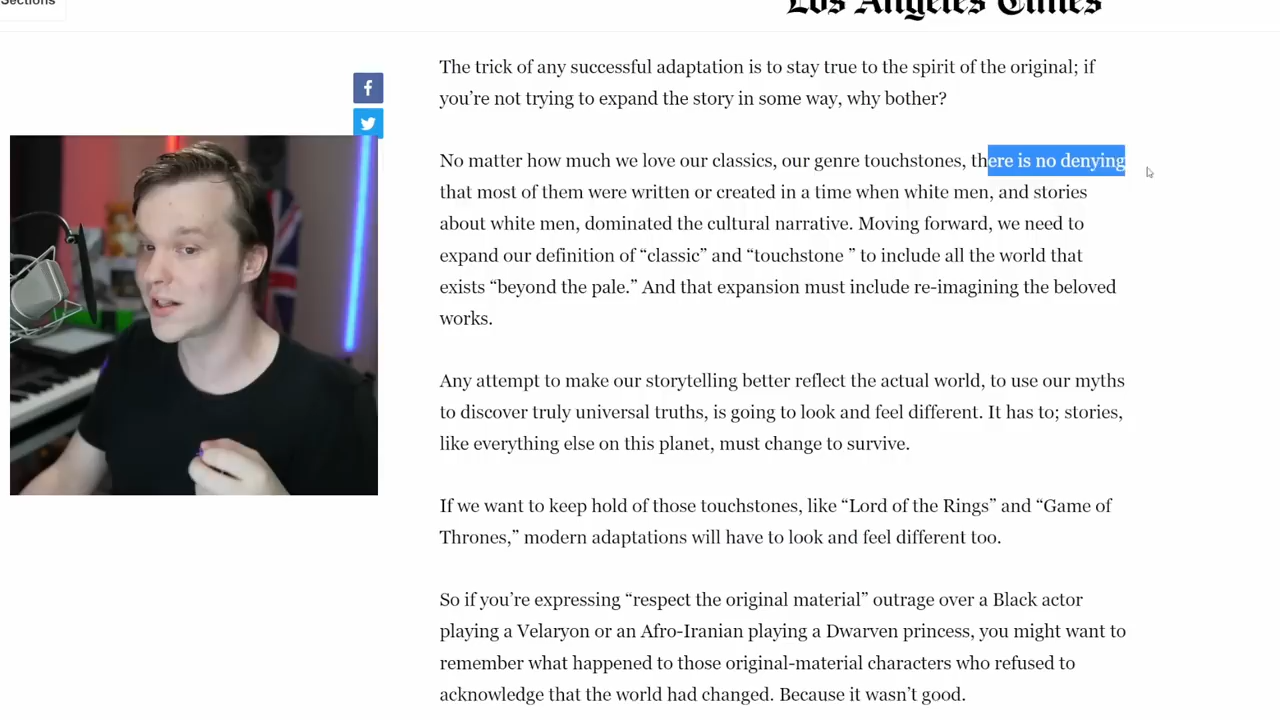 Sections
Los Angeles Times
The trick of any successful adaptation is to stay true to the spirit of the original; if
you’re not trying to expand the story in some way, why bother?
No matter how much we love our classics, our genre touchstones, there is no denying
that most of them were written or created in a time when white men, and stories
about white men, dominated the cultural narrative. Moving forward, we need to
expand our definition of “classic” and “touchstone ” to include all the world that
exists “beyond the pale.” And that expansion must include re-imagining the beloved
works.
Any attempt to make our storytelling better reflect the actual world, to use our myths
to discover truly universal truths, is going to look and feel different. It has to; stories,
like everything else on this planet, must change to survive.
If we want to keep hold of those touchstones, like “Lord of the Rings” and “Game of
Thrones,” modern adaptations will have to look and feel different too.
So if you’re expressing “respect the original material” outrage over a Black actor
playing a Velaryon or an Afro-Iranian playing a Dwarven princess, you might want to
remember what happened to those original-material characters who refused to
acknowledge that the world had changed. Because it wasn’t good.